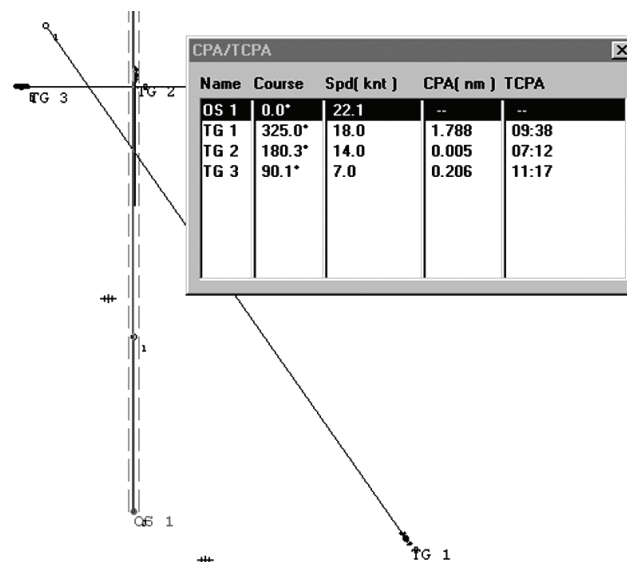 CPA/TCPA
Name Course Spd( knt ) CPA( nm ) TCPA
OS 1 0.0° 22.1 -- --
TG 1 325.0° 18.0 1.788 09:38
TG 2 180.3° 14.0 0.005 07:12
TG 3 90.1° 7.0 0.206 11:17
1
TG 3
TG 2
1
OS 1
TG 1